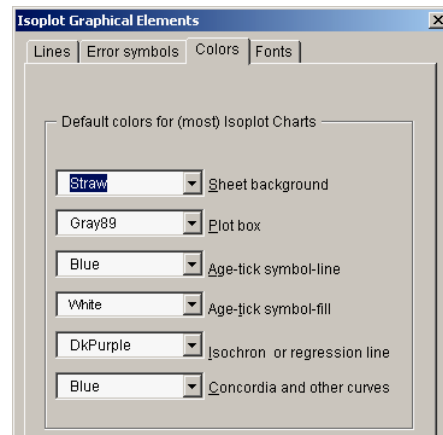 Isoplot Graphical Elements
Lines Error symbols Colors Fonts
Default colors for (most) Isoplot Charts
Straw Sheet background
Gray89 Plot box
Blue Age-tick symbol-line
White Age-tick symbol-fill
DkPurple Isochron or regression line
Blue Concordia and other curves